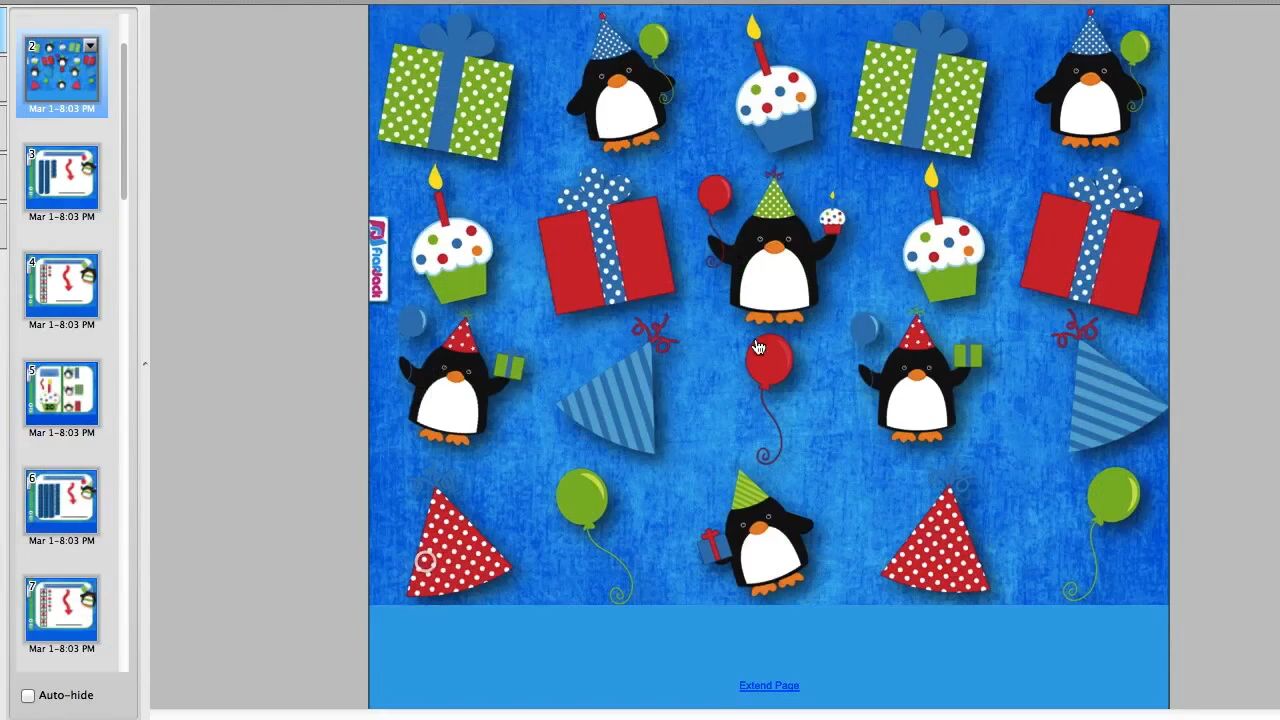 2
Mar 1-8:03 PM
3
Mar 1-8:03 PM
4
Mar 1-8:03 PM
5
Mar 1-8:03 PM
6
Mar 1-8:03 PM
7
Mar 1-8:03 PM
Auto-hide
flapJack
Extend Page